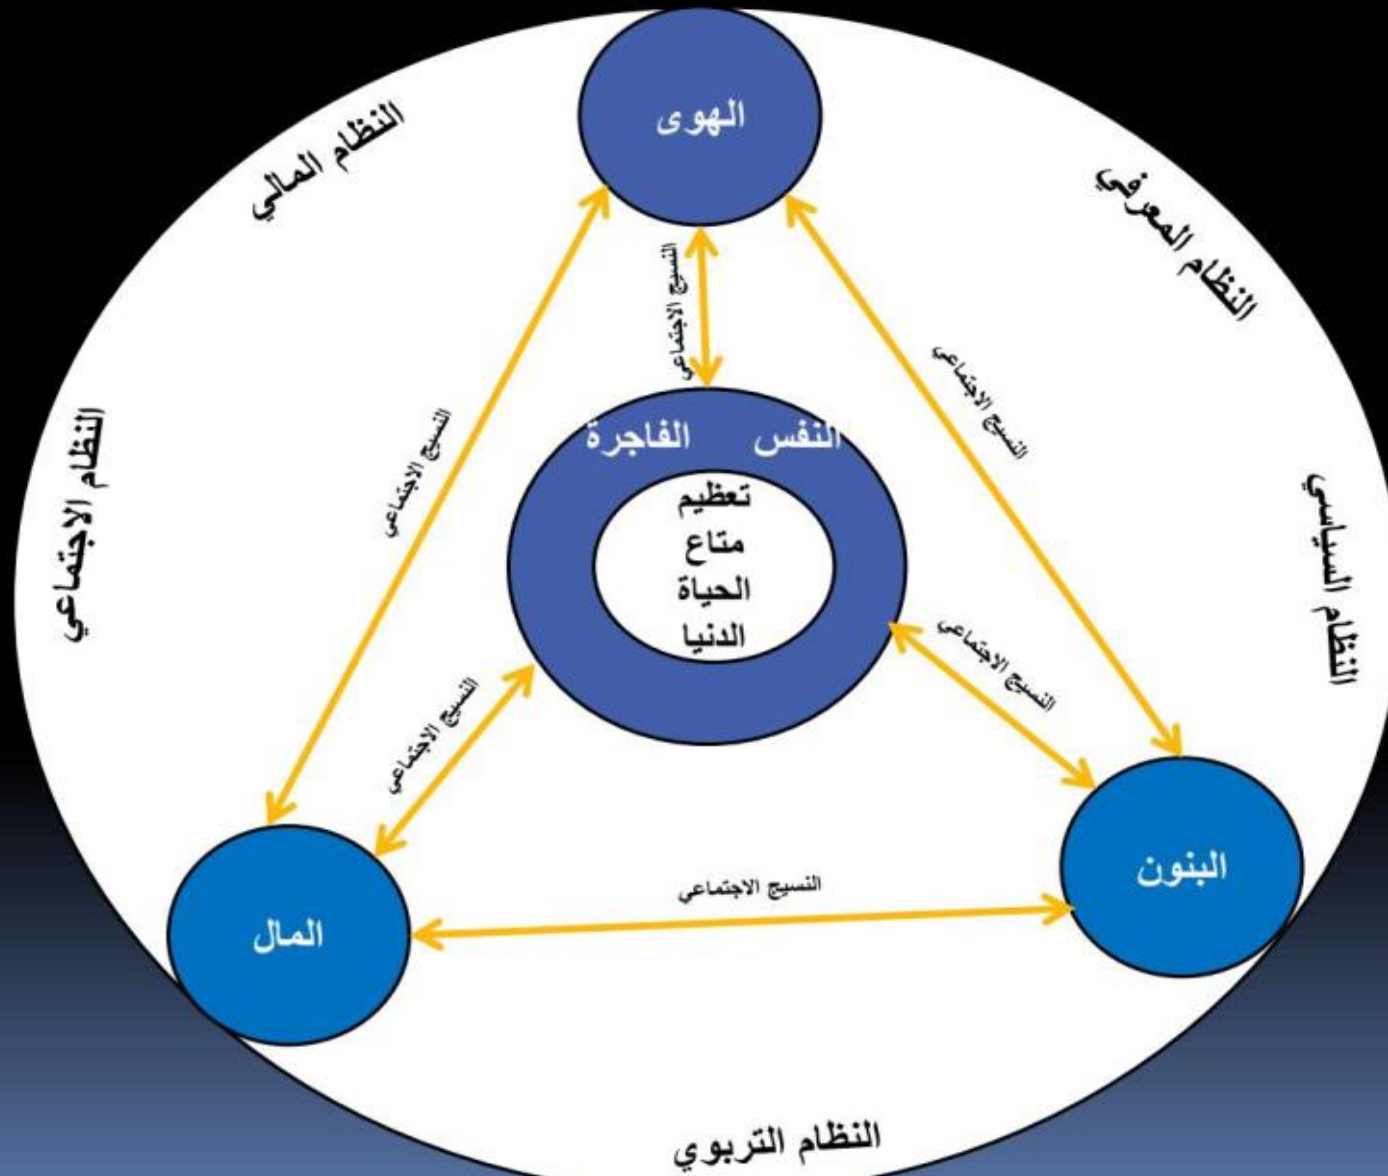 الهوى
النظام المالي
النظام المعرفي
النسيج الاجتماعي
النسيج الاجتماعي
النسيج الاجتماعي
النظام الاجتماعي
النظام السياسي
النفس الفاجرة
تعظيم
متاع
الحياة
الدنيا
النسيج الاجتماعي
النسيج الاجتماعي
البنون
المال
النسيج الاجتماعي
النظام التربوي